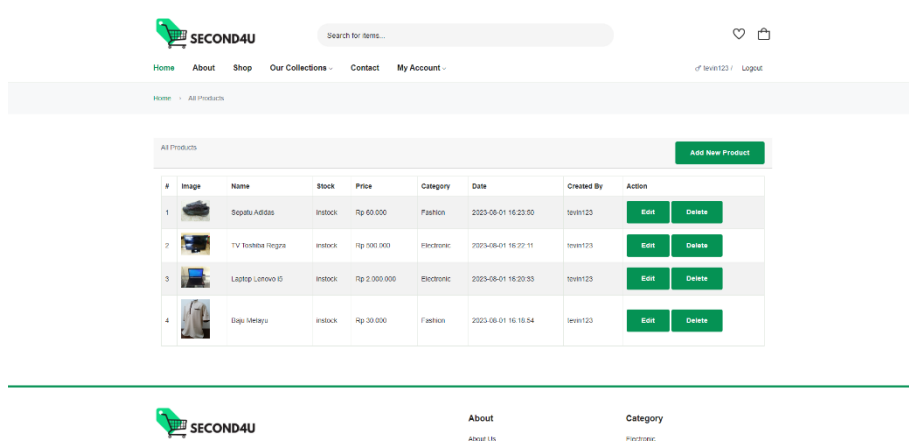 SECOND4U
Search for items...
Home About Shop Our Collections Contact My Account
tevin123 / Logout
Home All Products
All Products
Add New Product
# Image Name Stock Price Category Date Created By Action
1 Sepatu Adidas instock Rp 60.000 Fashion 2023-08-01 16:23:50 tevin123 Edit Delete
2 TV Toshiba Regza instock Rp 500.000 Electronic 2023-08-01 16:22:11 tevin123 Edit Delete
3 Laptop Lenovo i5 instock Rp 2.000.000 Electronic 2023-08-01 16:20:33 tevin123 Edit Delete
4 Baju Melayu instock Rp 30.000 Fashion 2023-08-01 16:18:54 tevin123 Edit Delete
SECOND4U
About
Category
About Us
Electronic